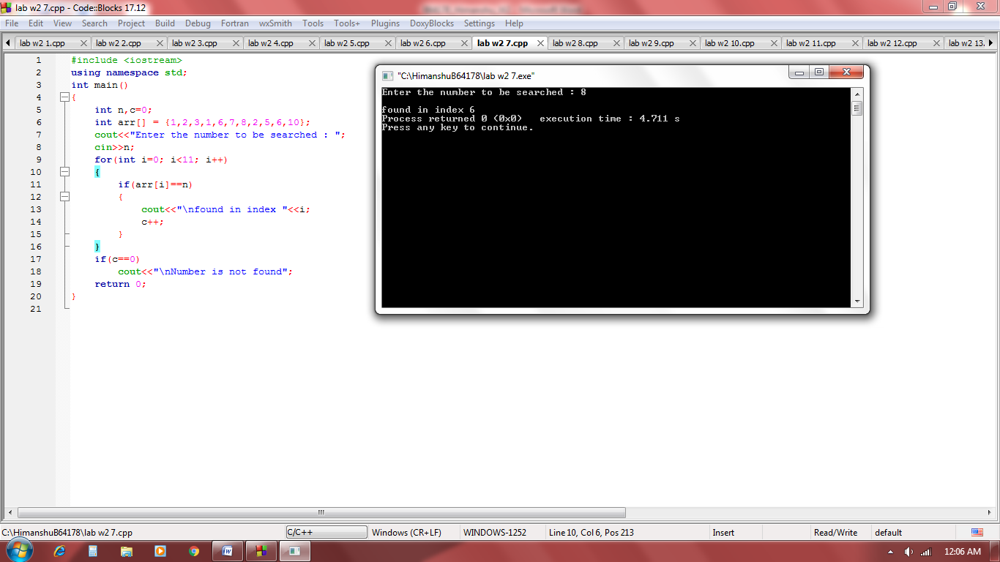 lab w2 7.cpp - Code::Blocks 17.12
File Edit View Search Project Build Debug Fortran wxSmith Tools Tools+ Plugins DoxyBlocks Settings Help
lab w2 1.cpp lab w2 2.cpp lab w2 3.cpp lab w2 4.cpp lab w2 5.cpp lab w2 6.cpp lab w2 7.cpp lab w2 8.cpp lab w2 9.cpp lab w2 10.cpp lab w2 11.cpp lab w2 12.cpp lab w2 13.
1 #include <iostream>
2 using namespace std;
3 int main()
4 {
5 int n,c=0;
6 int arr[] = {1,2,3,1,6,7,8,2,5,6,10};
7 cout<<"Enter the number to be searched : ";
8 cin>>n;
9 for(int i=0; i<11; i++)
10 {
11 if(arr[i]==n)
12 {
13 cout<<"\nfound in index "<<i;
14 c++;
15 }
16 }
17 if(c==0)
18 cout<<"\nNumber is not found";
19 return 0;
20 }
21
"C:\HimanshuB64178\lab w2 7.exe"
Enter the number to be searched : 8
found in index 6
Process returned 0 (0x0) execution time : 4.711 s
Press any key to continue.
C:\HimanshuB64178\lab w2 7.cpp C/C++ Windows (CR+LF) WINDOWS-1252 Line 10, Col 6, Pos 213 Insert Read/Write default
12:06 AM